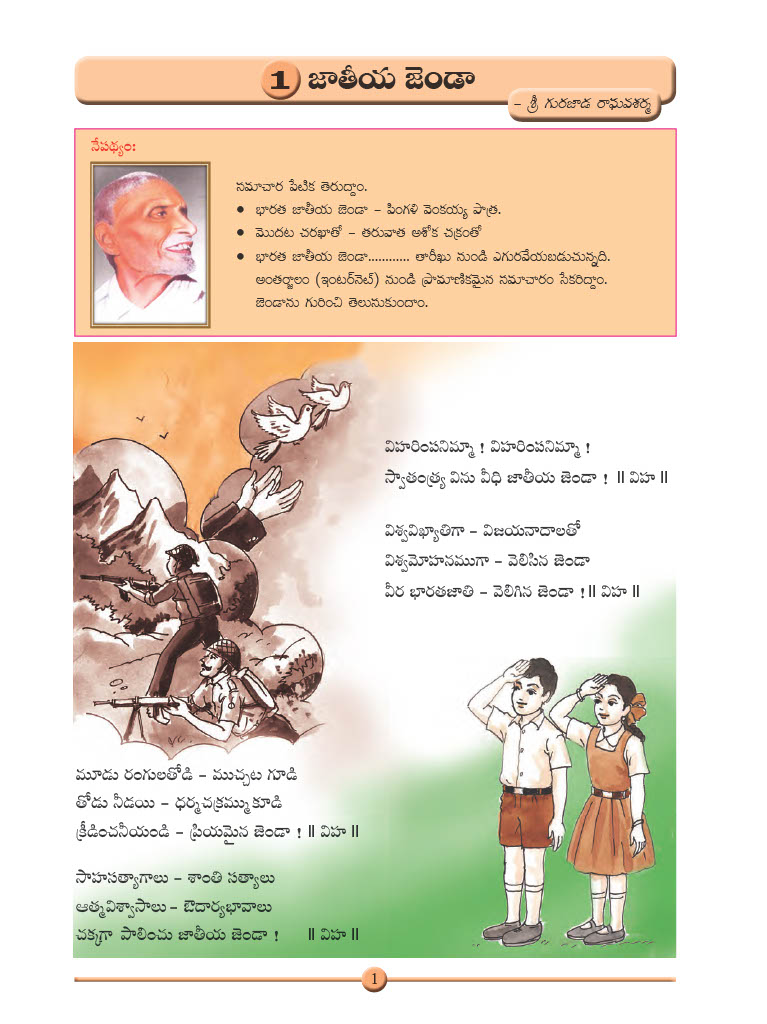 1 జాతీయ జెండా
- శ్రీ గురజాడ రాఘవశర్మ
నేపథ్యం:
సమాచార పేటిక తెరుద్దాం.
● భారత జాతీయ జెండా - పింగళి వెంకయ్య పాత్ర.
● మొదట చరఖాతో - తరువాత అశోక చక్రంతో
● భారత జాతీయ జెండా........... తారీఖు నుండి ఎగురవేయబడుచున్నది.
అంతర్జాలం (ఇంటర్‌నెట్) నుండి ప్రామాణికమైన సమాచారం సేకరిద్దాం.
జెండాను గురించి తెలుసుకుందాం.
విహరింపనిమ్మా ! విహరింపనిమ్మా !
స్వాతంత్ర్య విను వీధి జాతీయ జెండా ! ॥ విహ ॥
విశ్వవిఖ్యాతిగా - విజయనాదాలతో
విశ్వమోహనముగా - వెలిసిన జెండా
వీర భారతజాతి - వెలిగిన జెండా ! ॥ విహ ॥
మూడు రంగులతోడి - ముచ్చట గూడి
తోడు నీడయి - ధర్మచక్రమ్ముకూడి
క్రీడించనీయండి - ప్రియమైన జెండా ! ॥ విహ ॥
సాహసత్యాగాలు - శాంతి సత్యాలు
ఆత్మవిశ్వాసాలు - ఔదార్యభావాలు
చక్కగా పాలించు జాతీయ జెండా ! ॥ విహ ॥
1